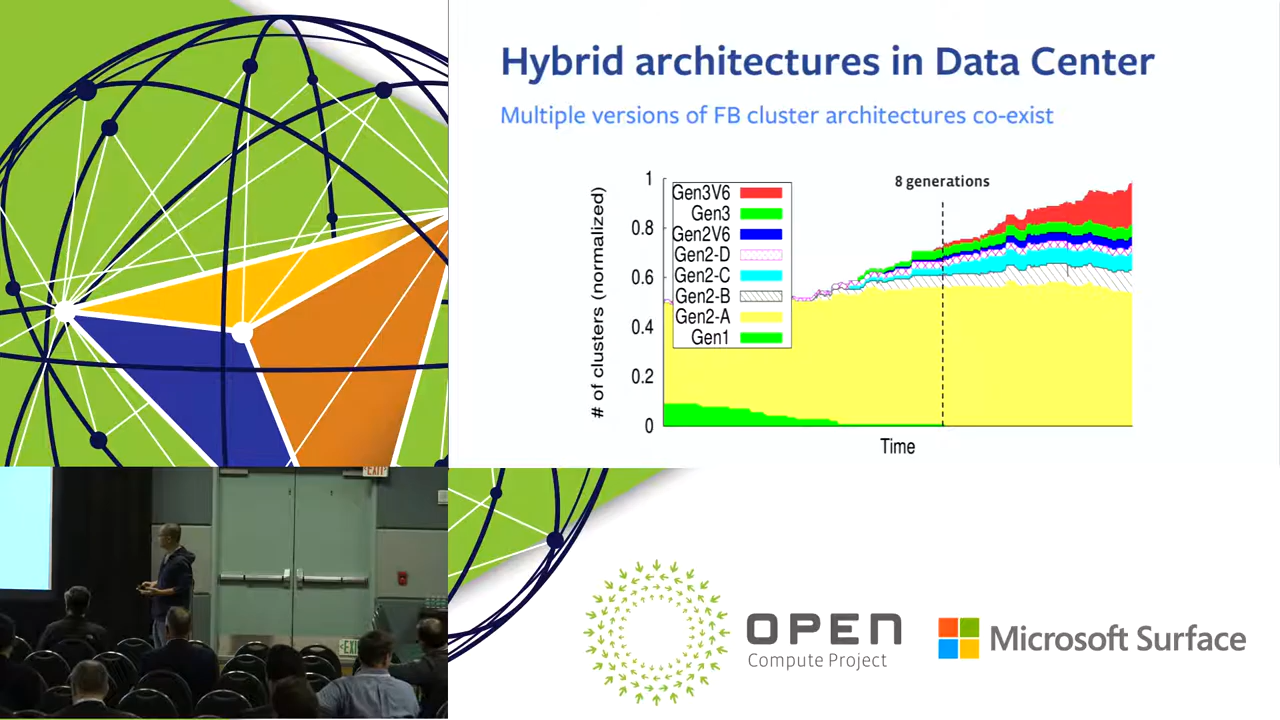 Hybrid architectures in Data Center
Multiple versions of FB cluster architectures co-exist
8 generations
# of clusters (normalized)
1
0.8
0.6
0.4
0.2
0
Gen3V6
Gen3
Gen2V6
Gen2-D
Gen2-C
Gen2-B
Gen2-A
Gen1
Time
EXIT
EXIT
OPEN
Compute Project
Microsoft Surface